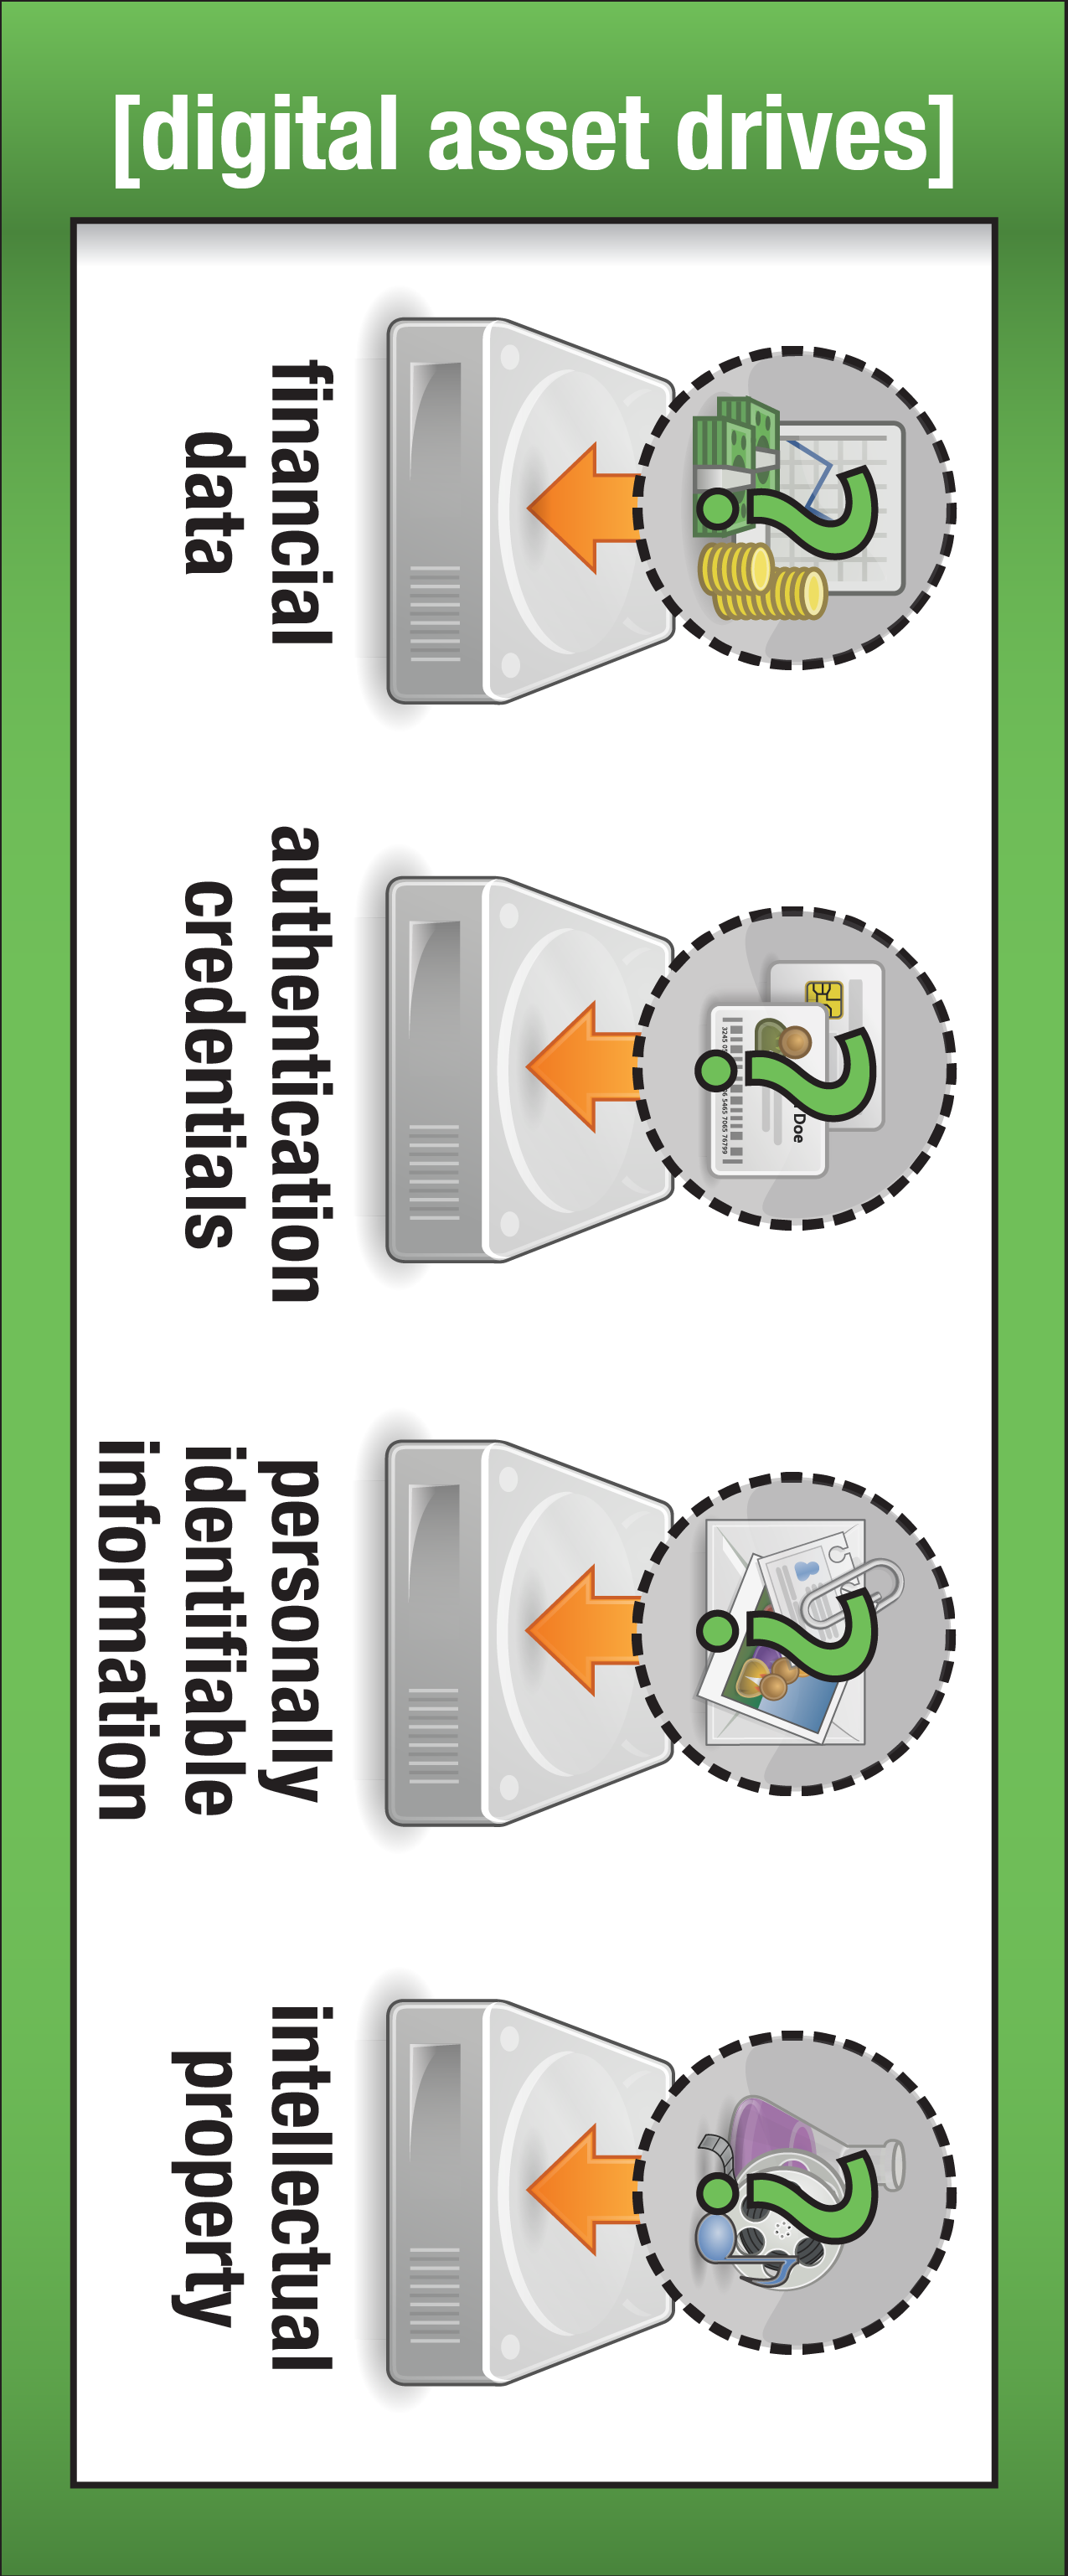 [digital asset drives]
financial
data
authentication
credentials
Doe
personally
identifiable
information
intellectual
property